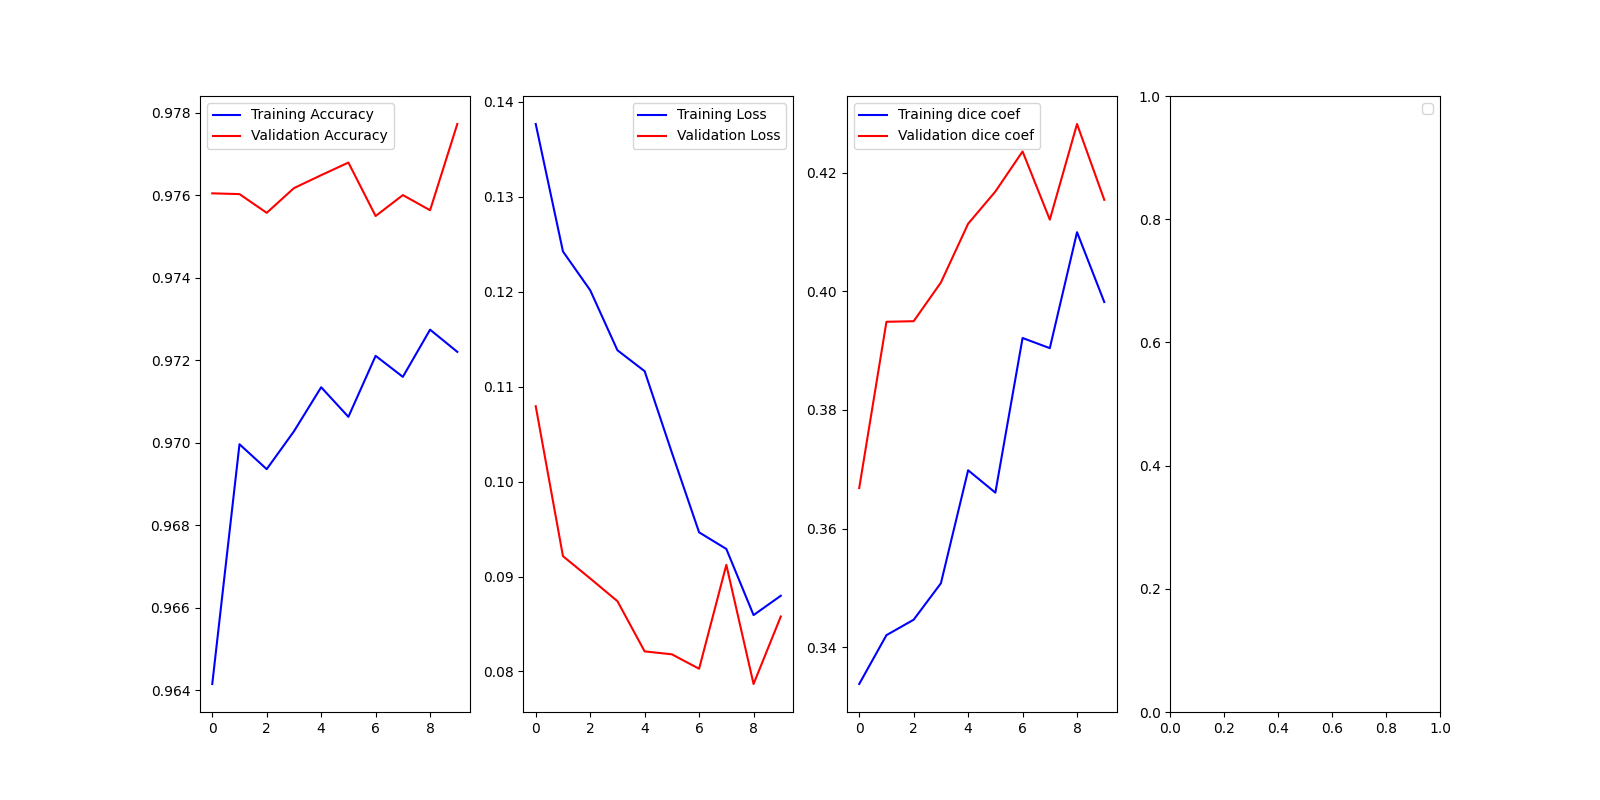 Training Accuracy
Validation Accuracy
0.978
0.976
0.974
0.972
0.970
0.968
0.966
0.964
0 2 4 6 8
Training Loss
Validation Loss
0.14
0.13
0.12
0.11
0.10
0.09
0.08
0 2 4 6 8
Training dice coef
Validation dice coef
0.42
0.40
0.38
0.36
0.34
0 2 4 6 8
1.0
0.8
0.6
0.4
0.2
0.0
0.0 0.2 0.4 0.6 0.8 1.0